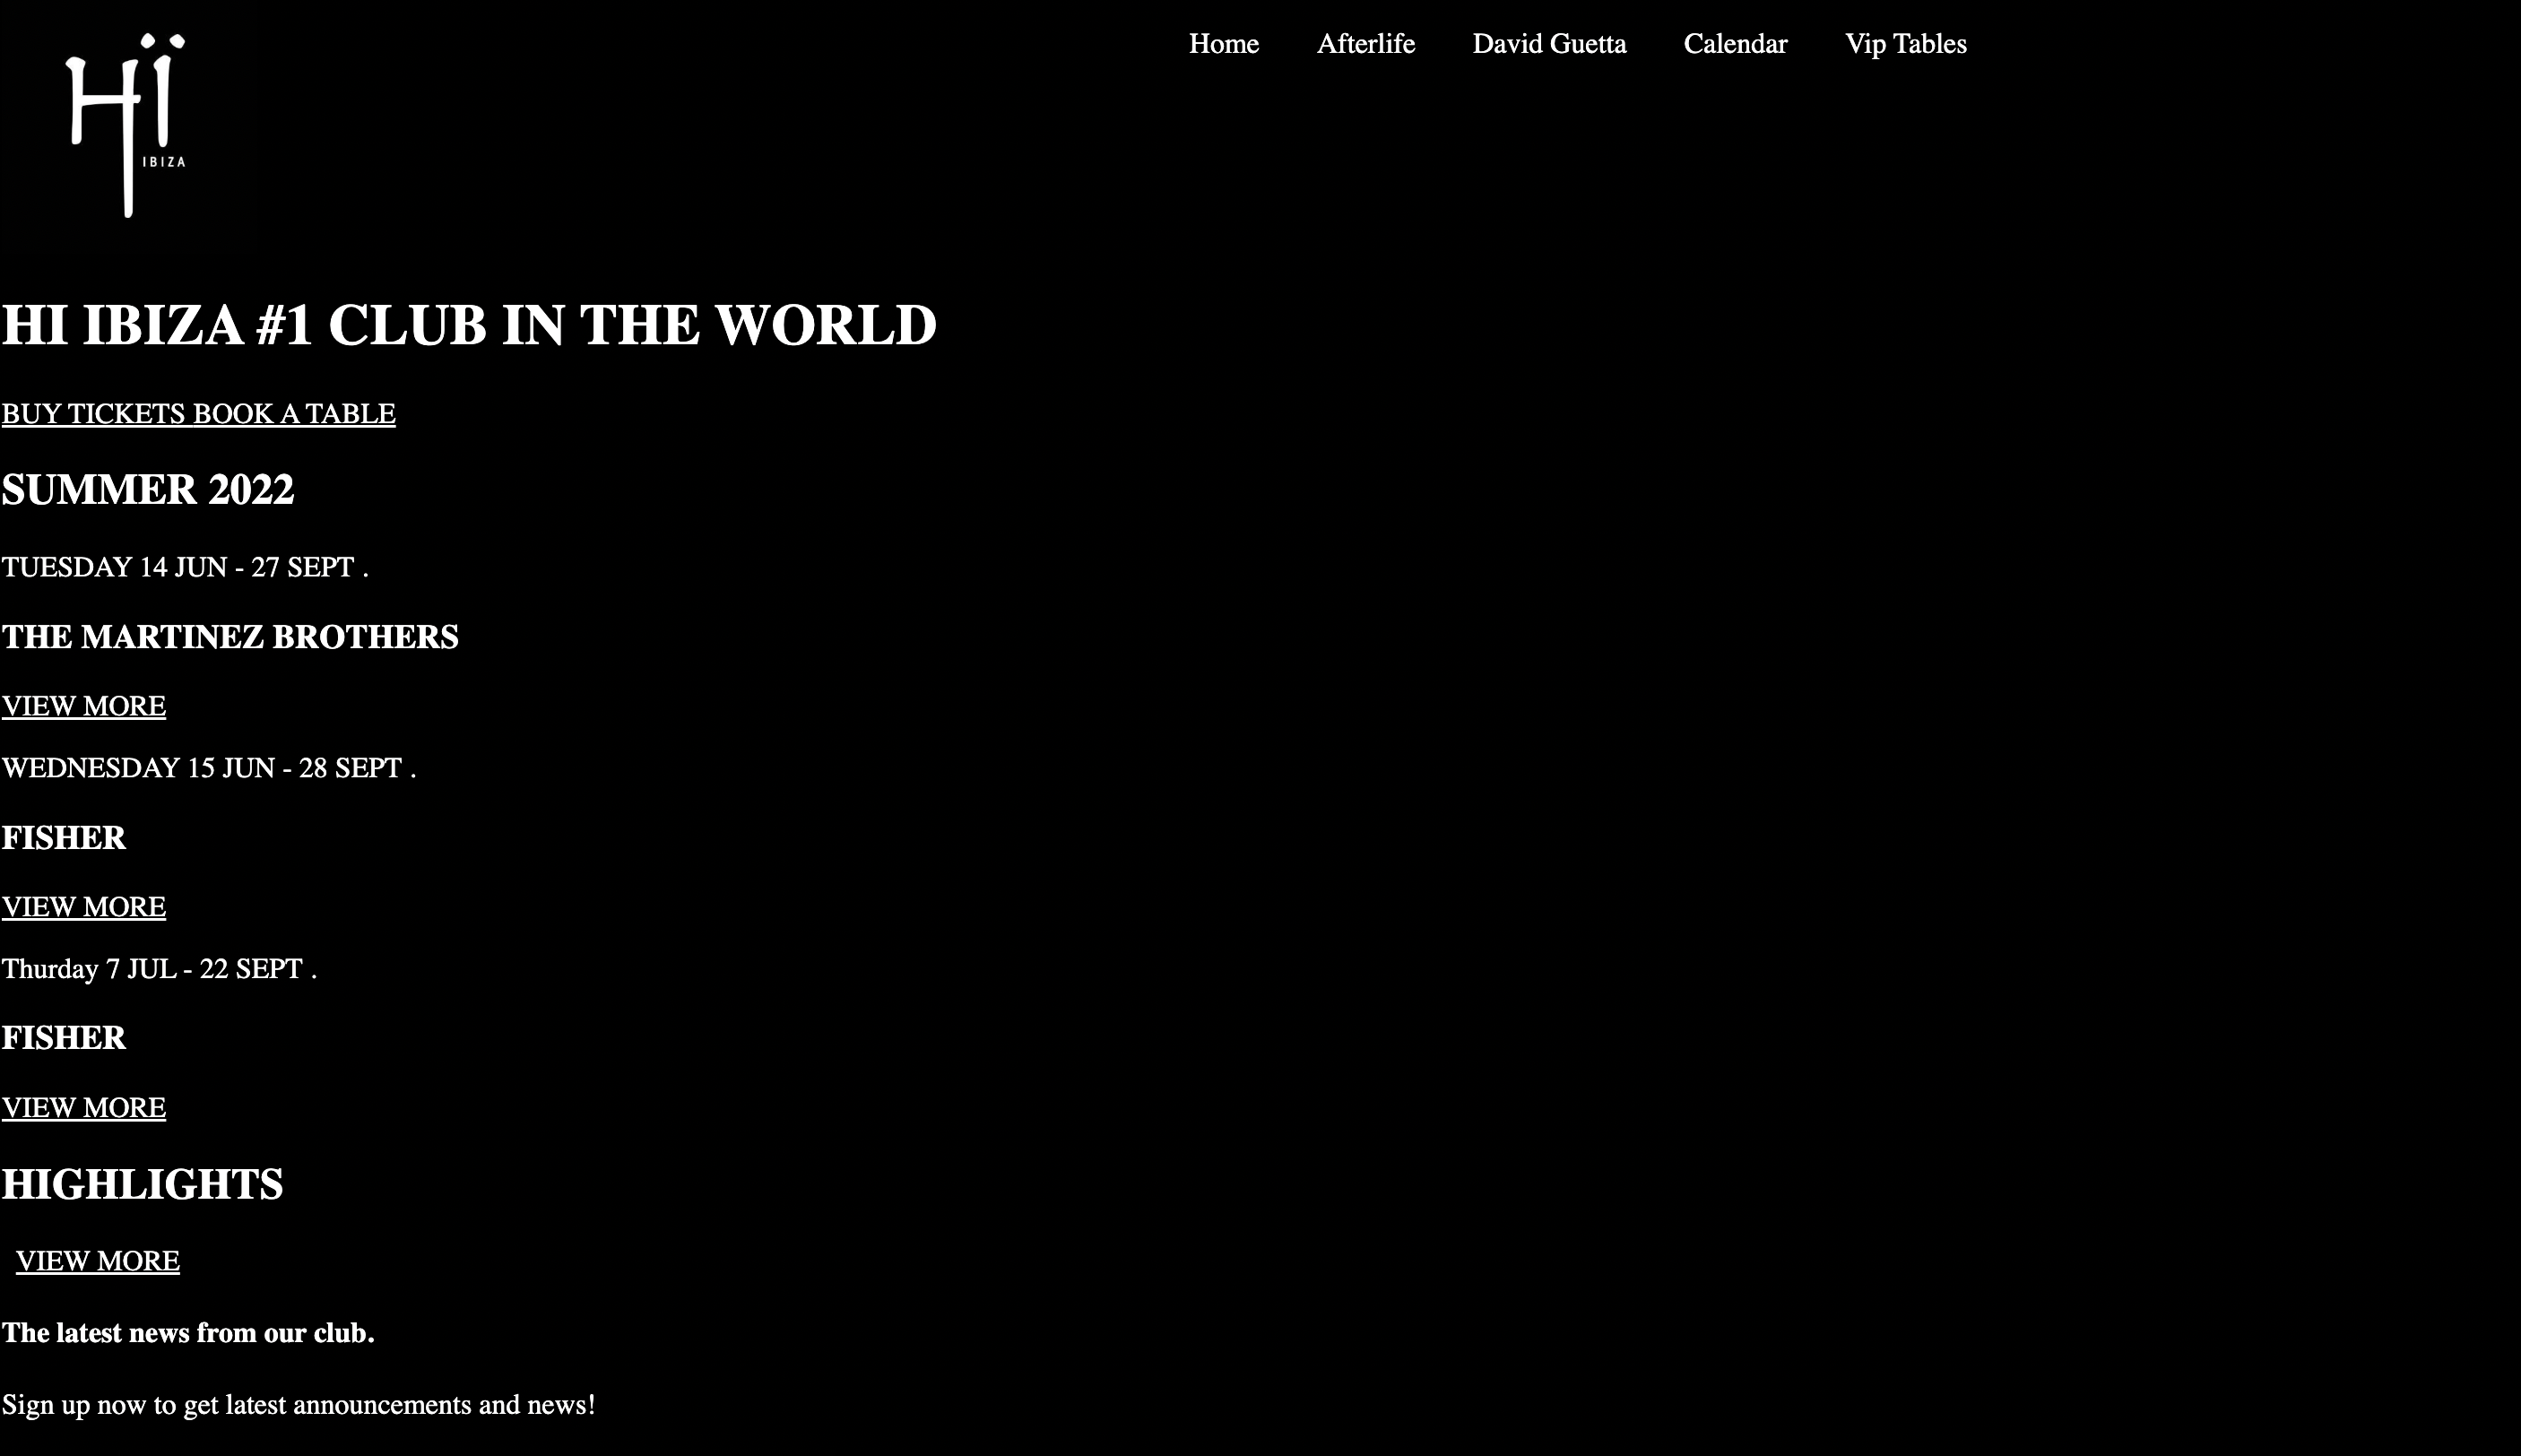 Hï
IBIZA
Home Afterlife David Guetta Calendar Vip Tables
HI IBIZA #1 CLUB IN THE WORLD
BUY TICKETS BOOK A TABLE
SUMMER 2022
TUESDAY 14 JUN - 27 SEPT .
THE MARTINEZ BROTHERS
VIEW MORE
WEDNESDAY 15 JUN - 28 SEPT .
FISHER
VIEW MORE
Thurday 7 JUL - 22 SEPT .
FISHER
VIEW MORE
HIGHLIGHTS
VIEW MORE
The latest news from our club.
Sign up now to get latest announcements and news!